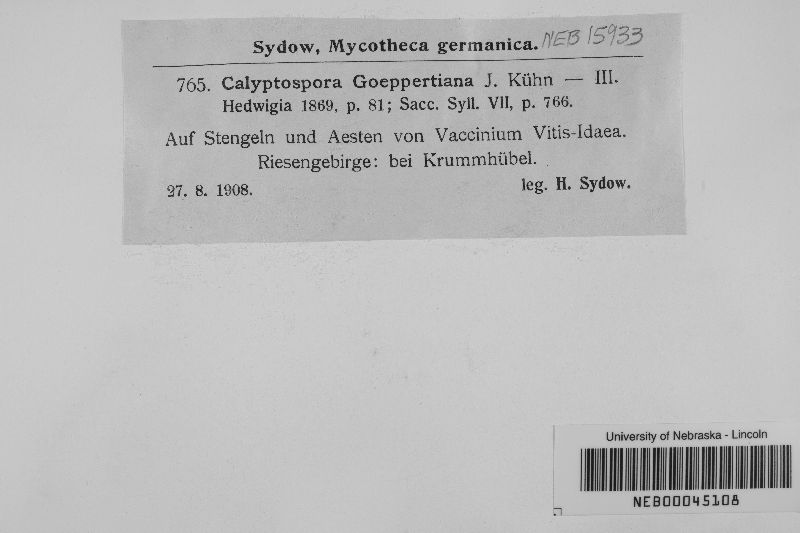 Sydow, Mycotheca germanica. NEB 15933
765. Calyptospora Goeppertiana J. Kühn — III.
Hedwigia 1869, p. 81; Sacc. Syll. VII, p. 766.
Auf Stengeln und Aesten von Vaccinium Vitis-Idaea.
Riesengebirge: bei Krummhübel.
27. 8. 1908. leg. H. Sydow.
University of Nebraska - Lincoln
NEB00045108